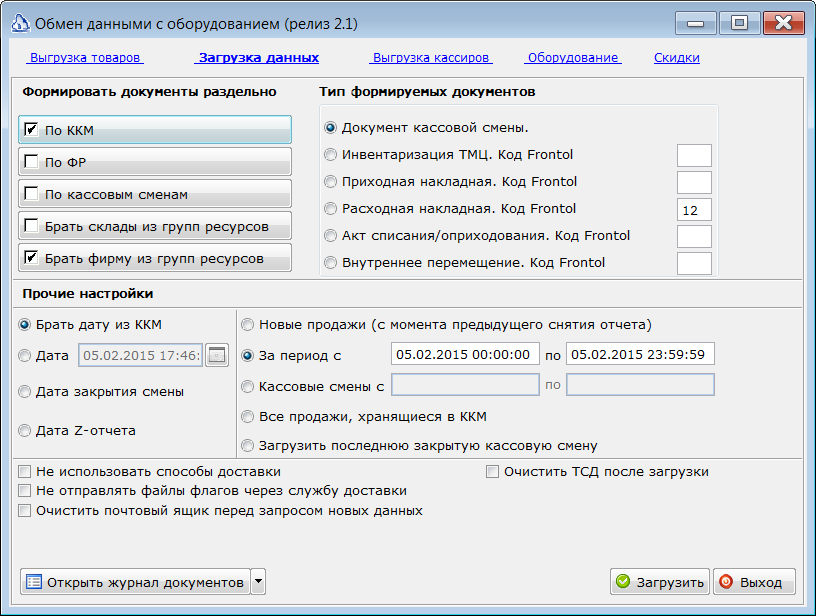 Обмен данными с оборудованием (релиз 2.1)
Выгрузка товаров Загрузка данных Выгрузка кассиров Оборудование Скидки
Формировать документы раздельно
По ККМ
По ФР
По кассовым сменам
Брать склады из групп ресурсов
Брать фирму из групп ресурсов
Тип формируемых документов
Документ кассовой смены.
Инвентаризация ТМЦ. Код Frontol
Приходная накладная. Код Frontol
Расходная накладная. Код Frontol 12
Акт списания/оприходования. Код Frontol
Внутреннее перемещение. Код Frontol
Прочие настройки
Брать дату из ККМ
Дата 05.02.2015 17:46:
Дата закрытия смены
Дата Z-отчета
Новые продажи (с момента предыдущего снятия отчета)
За период с 05.02.2015 00:00:00 по 05.02.2015 23:59:59
Кассовые смены с по
Все продажи, хранящиеся в ККМ
Загрузить последнюю закрытую кассовую смену
Не использовать способы доставки
Очистить ТСД после загрузки
Не отправлять файлы флагов через службу доставки
Очистить почтовый ящик перед запросом новых данных
Открыть журнал документов Загрузить Выход